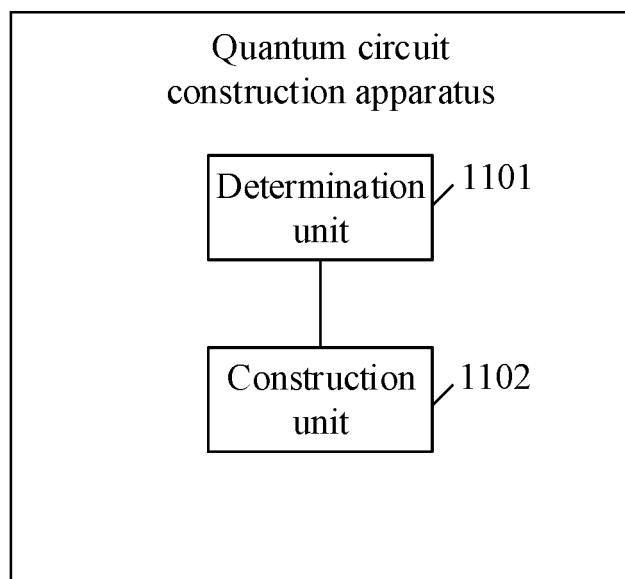 Quantum circuit
construction apparatus
Determination
unit
1101
Construction
unit
1102